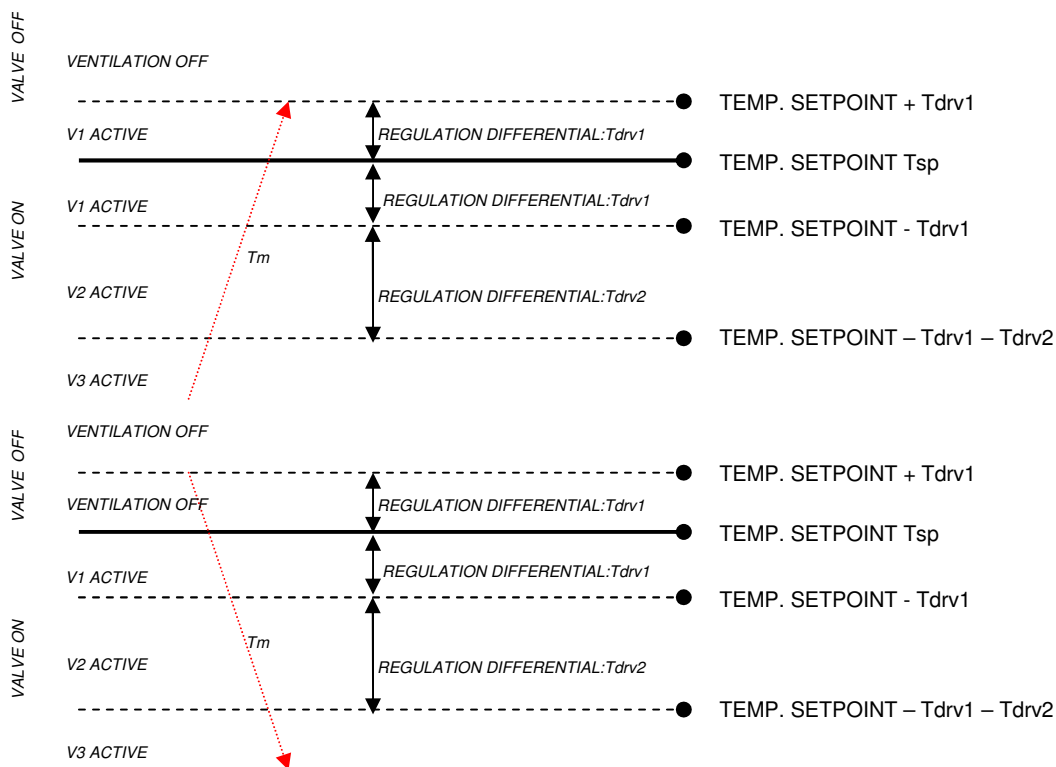 VALVE OFF
VENTILATION OFF
TEMP. SETPOINT + Tdrv1
V1 ACTIVE
REGULATION DIFFERENTIAL:Tdrv1
TEMP. SETPOINT Tsp
VALVE ON
V1 ACTIVE
REGULATION DIFFERENTIAL:Tdrv1
TEMP. SETPOINT - Tdrv1
Tm
V2 ACTIVE
REGULATION DIFFERENTIAL:Tdrv2
TEMP. SETPOINT – Tdrv1 – Tdrv2
V3 ACTIVE
VALVE OFF
VENTILATION OFF
TEMP. SETPOINT + Tdrv1
VENTILATION OFF
REGULATION DIFFERENTIAL:Tdrv1
TEMP. SETPOINT Tsp
V1 ACTIVE
REGULATION DIFFERENTIAL:Tdrv1
TEMP. SETPOINT - Tdrv1
VALVE ON
Tm
V2 ACTIVE
REGULATION DIFFERENTIAL:Tdrv2
TEMP. SETPOINT – Tdrv1 – Tdrv2
V3 ACTIVE